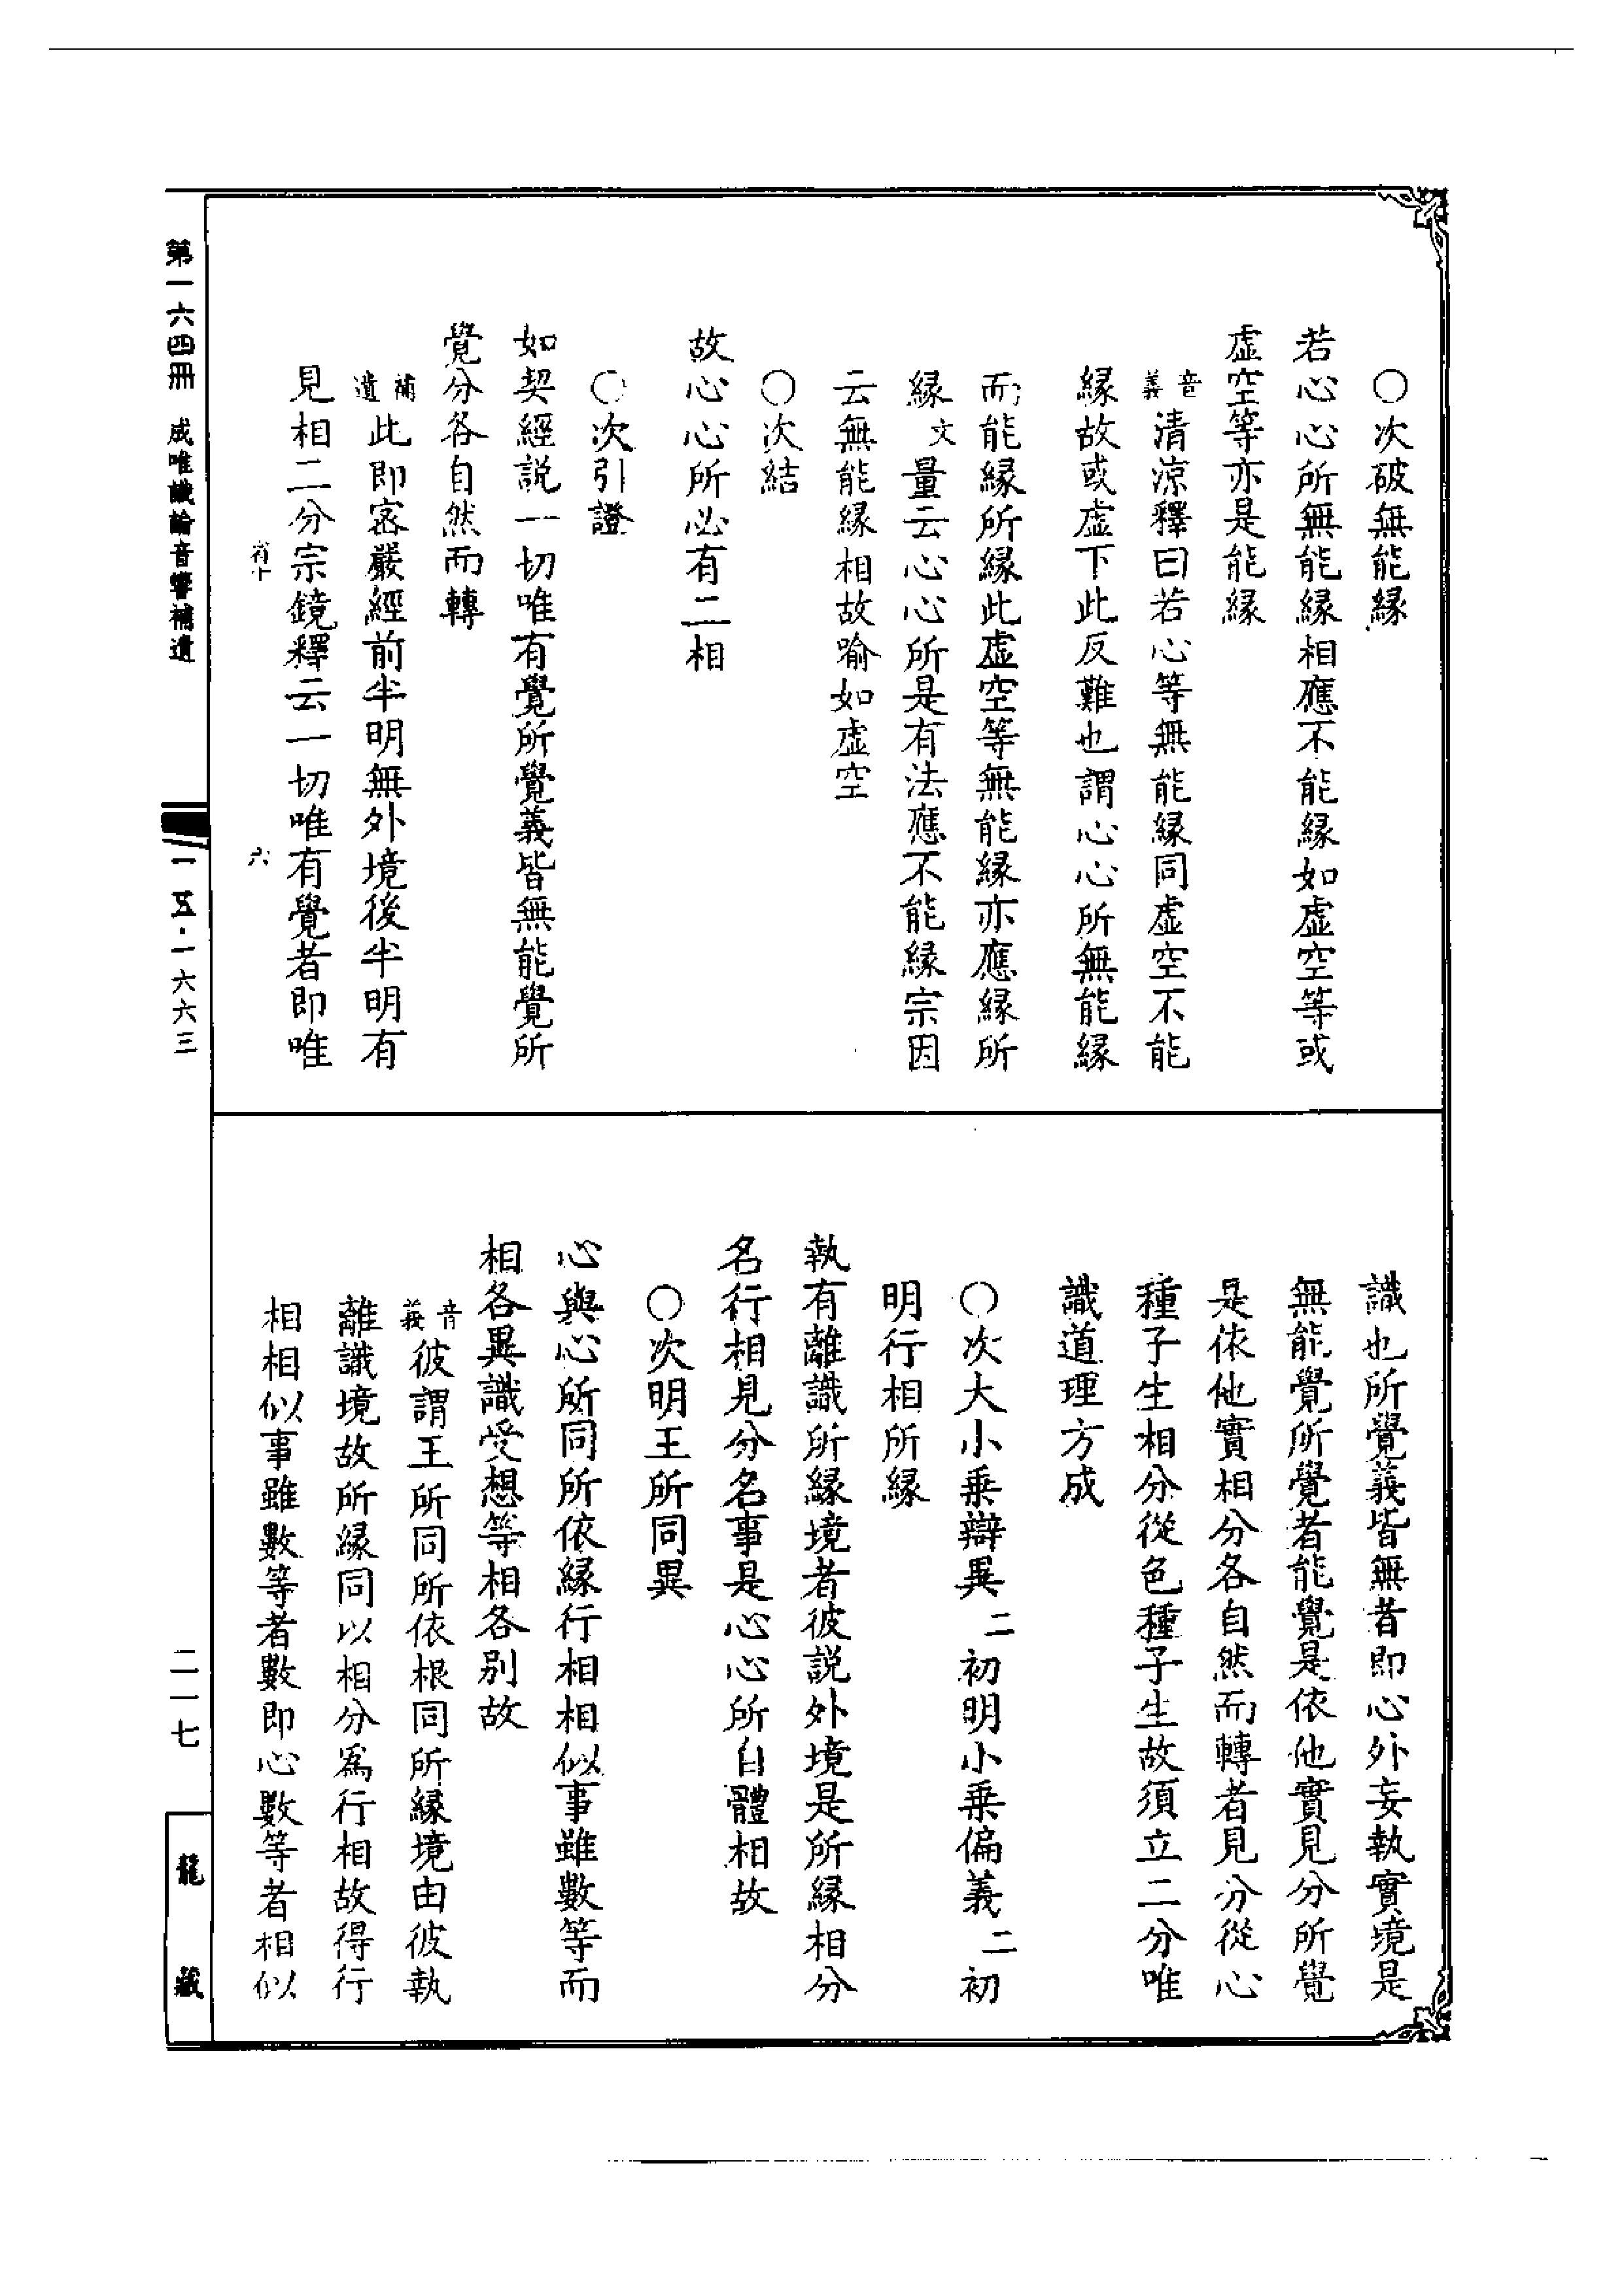 ○次破無能緣
若心心所無能緣相應不能緣如虛空等或
虛空等亦是能緣
音義清涼釋曰若心等無能緣同虛空不能
緣故或虛下此反難也謂心心所無能緣
而能緣所緣此虛空等無能緣亦應緣所
緣文量云心心所是有法應不能緣宗因
云無能緣相故喻如虛空
○次結
故心心所必有二相
○次引證
如契經說一切唯有覺所覺義皆無能覺所
覺分各自然而轉
補遺此即密嚴經前半明無外境後半明有
見相二分宗鏡釋云一切唯有覺者即唯
六
識也所覺義皆無者即心外妄執實境是
無能覺所覺者能覺是依他實見分所覺
是依他實相分各自然而轉者見分從心
種子生相分從色種子生故須立二分唯
識道理方成
○次大小乘辯異二初明小乘偏義二初
明行相所緣
執有離識所緣境者彼說外境是所緣相分
名行相見分名事是心心所自體相故
○次明王所同異
心與心所同所依緣行相相似事雖數等而
相各異識受想等相各別故
音義彼謂王所同所依根同所緣境由彼執
離識境故所緣同以相分為行相故得行
相相似事雖數等者數即心數等者相似
第一六四冊 成唯識論音響補遺
一五·一六六三
二一七
龍藏